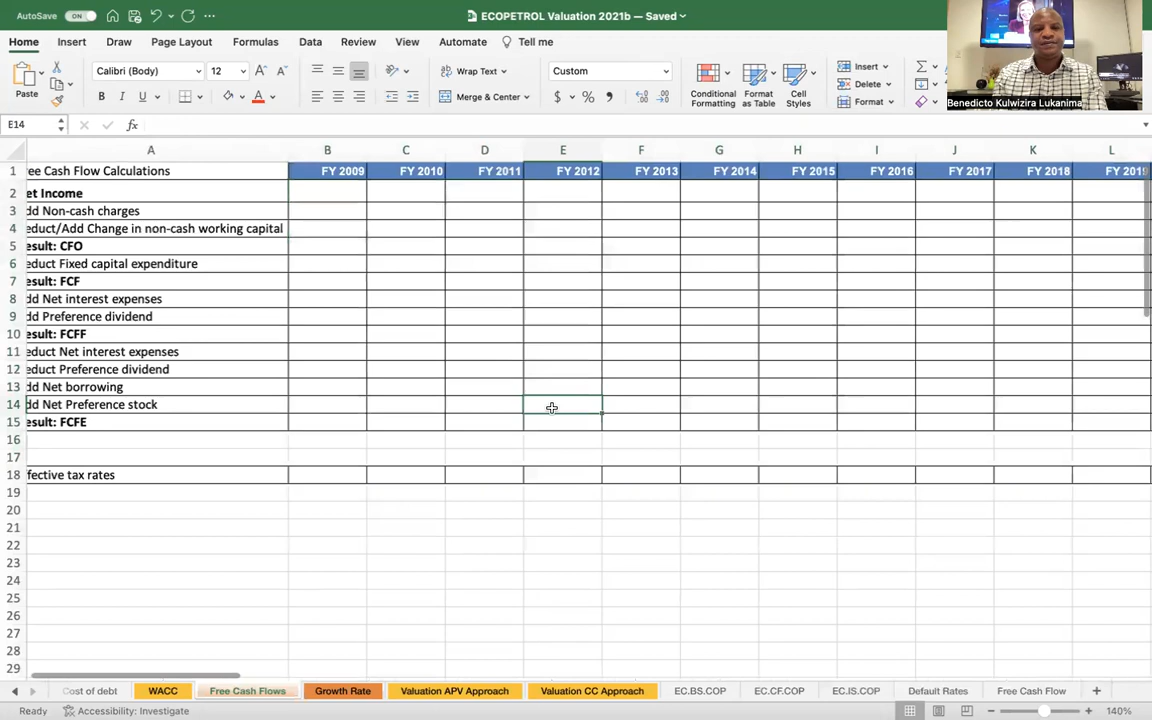 AutoSave ON ECOPETROL Valuation 2021b — Saved
Home Insert Draw Page Layout Formulas Data Review View Automate Tell me
Paste Calibri (Body) 12 A A Wrap Text Custom Conditional Formatting Format as Table Cell Styles Insert
B I U A Merge & Center $ % Delete
Format
Benedicto Kulwizira Lukanima
E14 fx
A B C D E F G H I J K L
1 ree Cash Flow Calculations FY 2009 FY 2010 FY 2011 FY 2012 FY 2013 FY 2014 FY 2015 FY 2016 FY 2017 FY 2018 FY 2019
2 et Income
3 dd Non-cash charges
4 educt/Add Change in non-cash working capital
5 esult: CFO
6 educt Fixed capital expenditure
7 esult: FCF
8 dd Net interest expenses
9 dd Preference dividend
10 esult: FCFF
11 educt Net interest expenses
12 educt Preference dividend
13 dd Net borrowing
14 dd Net Preference stock
15 esult: FCFE
16
17
18 fective tax rates
19
20
21
22
23
24
25
26
27
28
29
Cost of debt WACC Free Cash Flows Growth Rate Valuation APV Approach Valuation CC Approach EC.BS.COP EC.CF.COP EC.IS.COP Default Rates Free Cash Flow +
Ready Accessibility: Investigate 140%